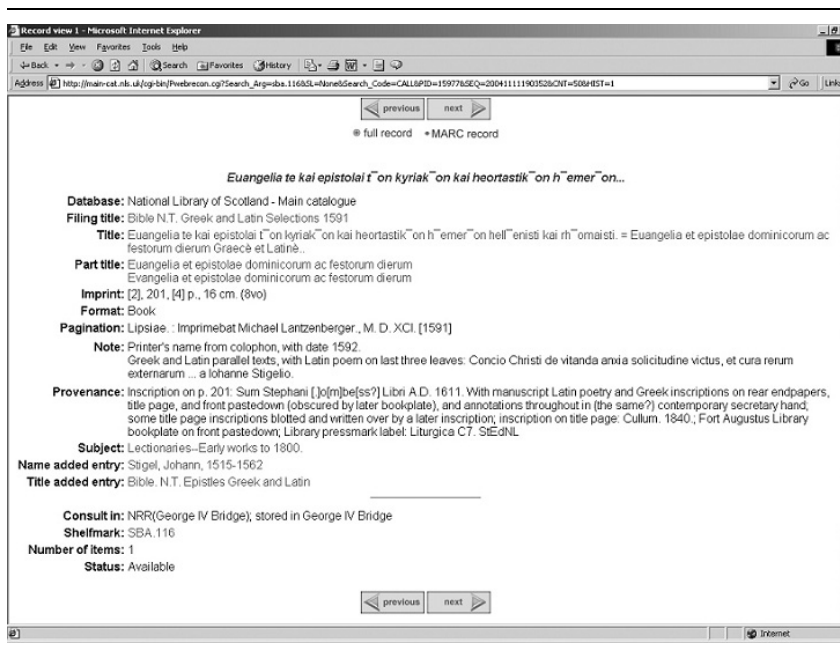 Record view 1 - Microsoft Internet Explorer
File Edit View Favorites Tools Help
Back Search Favorites History
Address http://main-cat.nls.uk/cgi-bin/Pwebrecon.cgi?Search_Arg=sba.116&SL=None&Search_Code=CALL&PID=15977&SEQ=20041111190352&CNT=50&HIST=1 Go Links
previous next
full record MARC record
Euangelia te kai epistolai t¯on kyriak¯on kai heortastik¯on h¯emer¯on...
Database: National Library of Scotland - Main catalogue
Filing title: Bible N.T. Greek and Latin Selections 1591
Title: Euangelia te kai epistolai t¯on kyriak¯on kai heortastik¯on h¯emer¯on hell¯enisti kai rh¯omaisti. = Euangelia et epistolae dominicorum ac
festorum dierum Graecè et Latinè..
Part title: Euangelia et epistolae dominicorum ac festorum dierum
Evangelia et epistolae dominicorum ac festorum dierum
Imprint: [2], 201, [4] p., 16 cm. (8vo)
Format: Book
Pagination: Lipsiae. : Imprimebat Michael Lantzenberger., M. D. XCI. [1591]
Note: Printer's name from colophon, with date 1592.
Greek and Latin parallel texts, with Latin poem on last three leaves: Concio Christi de vitanda anxia solicitudine victus, et cura rerum
externarum ... a Iohanne Stigelio.
Provenance: Inscription on p. 201: Sum Stephani [.]o[m]be[ss?] Libri A.D. 1611. With manuscript Latin poetry and Greek inscriptions on rear endpapers,
title page, and front pastedown (obscured by later bookplate), and annotations throughout in (the same?) contemporary secretary hand;
some title page inscriptions blotted and written over by a later inscription; inscription on title page: Cullum. 1840.; Fort Augustus Library
bookplate on front pastedown; Library pressmark label: Liturgica C7. StEdNL
Subject: Lectionaries--Early works to 1800.
Name added entry: Stigel, Johann, 1515-1562
Title added entry: Bible. N.T. Epistles Greek and Latin
Consult in: NRR(George IV Bridge); stored in George IV Bridge
Shelfmark: SBA.116
Number of items: 1
Status: Available
previous next
Internet